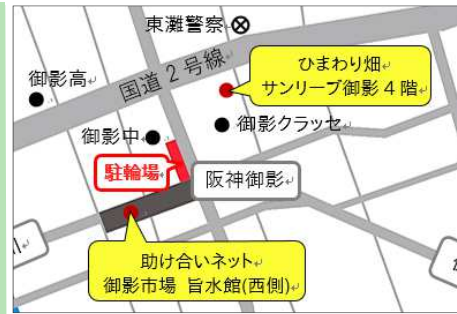 東灘警察
ひまわり畑
サンリーブ御影4階
国道2号線
御影高
御影クラッセ
御影中
駐輪場
阪神御影
助け合いネット
御影市場 旨水館(西側)